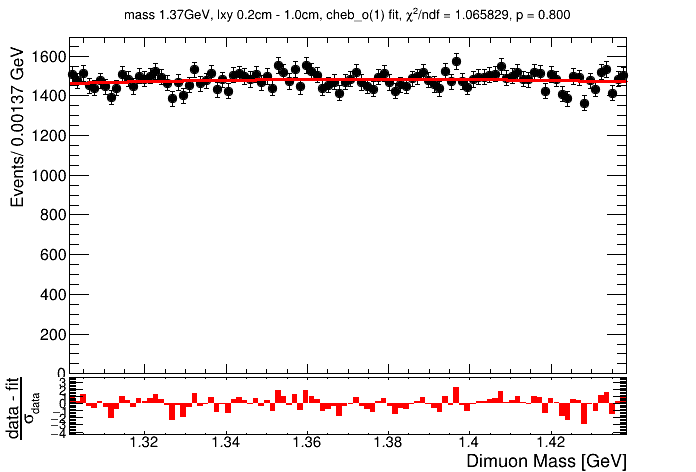 mass 1.37GeV, lxy 0.2cm - 1.0cm, cheb_o(1) fit, χ²/ndf = 1.065829, p = 0.800
Events/ 0.00137 GeV
1600
1400
1200
1000
800
600
400
200
0
data - fit
σdata
3
2
1
0
−1
−2
−3
−4
1.32 1.34 1.36 1.38 1.4 1.42
Dimuon Mass [GeV]